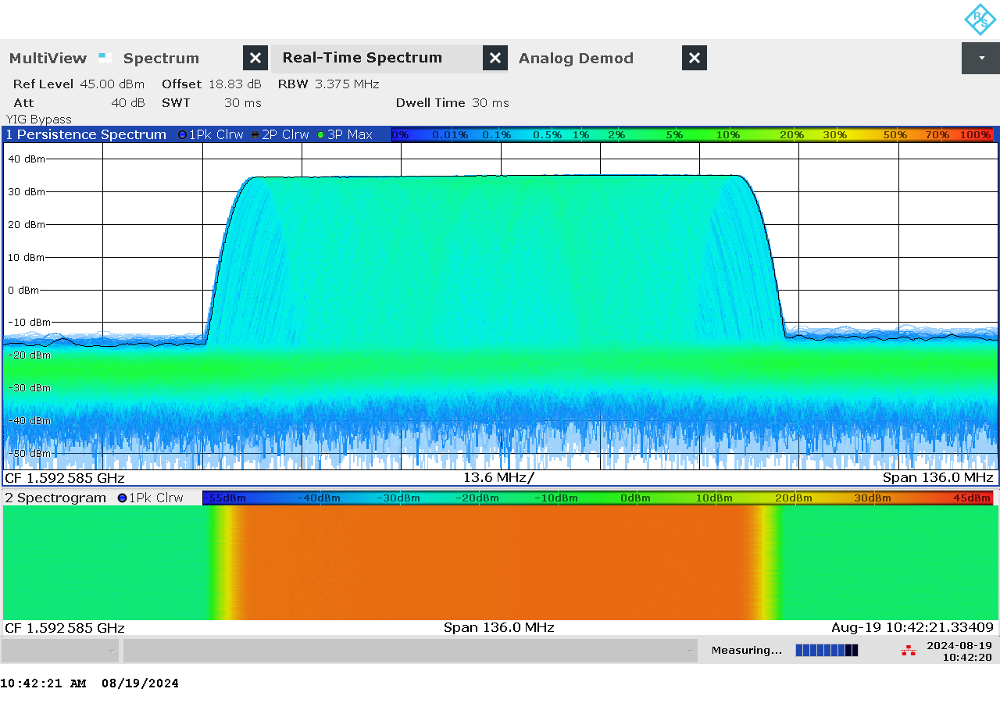 R/S
MultiView Spectrum Real-Time Spectrum Analog Demod
Ref Level 45.00 dBm Offset 18.83 dB RBW 3.375 MHz
Att 40 dB SWT 30 ms Dwell Time 30 ms
YIG Bypass
1 Persistence Spectrum 1Pk Clrw 2P Clrw 3P Max 0% 0.01% 0.1% 0.5% 1% 2% 5% 10% 20% 30% 50% 70% 100%
40 dBm
30 dBm
20 dBm
10 dBm
0 dBm
-10 dBm
-20 dBm
-30 dBm
-40 dBm
-50 dBm
CF 1.592585 GHz 13.6 MHz/ Span 136.0 MHz
2 Spectrogram 1Pk Clrw -55dBm -40dBm -30dBm -20dBm -10dBm 0dBm 10dBm 20dBm 30dBm 45dBm
CF 1.592585 GHz Span 136.0 MHz Aug-19 10:42:21.33409
Measuring... 2024-08-19
10:42:20
10:42:21 AM 08/19/2024